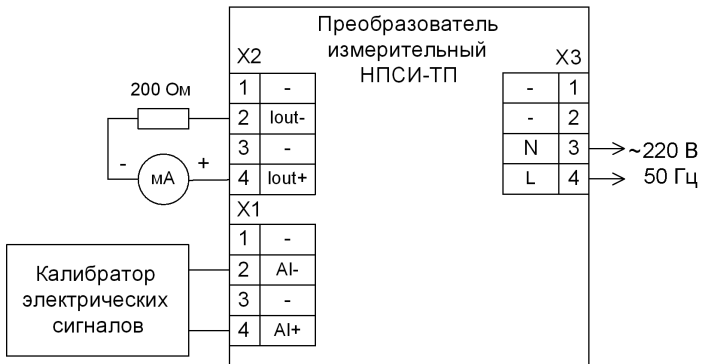 Преобразователь
измерительный
НПСИ-ТП
X2
X3
200 Ом
1 -
2 Iout-
3 -
4 Iout+
- 1
- 2
N 3
L 4
~220 В
50 Гц
- мА +
X1
1 -
2 AI-
3 -
4 AI+
Калибратор
электрических
сигналов